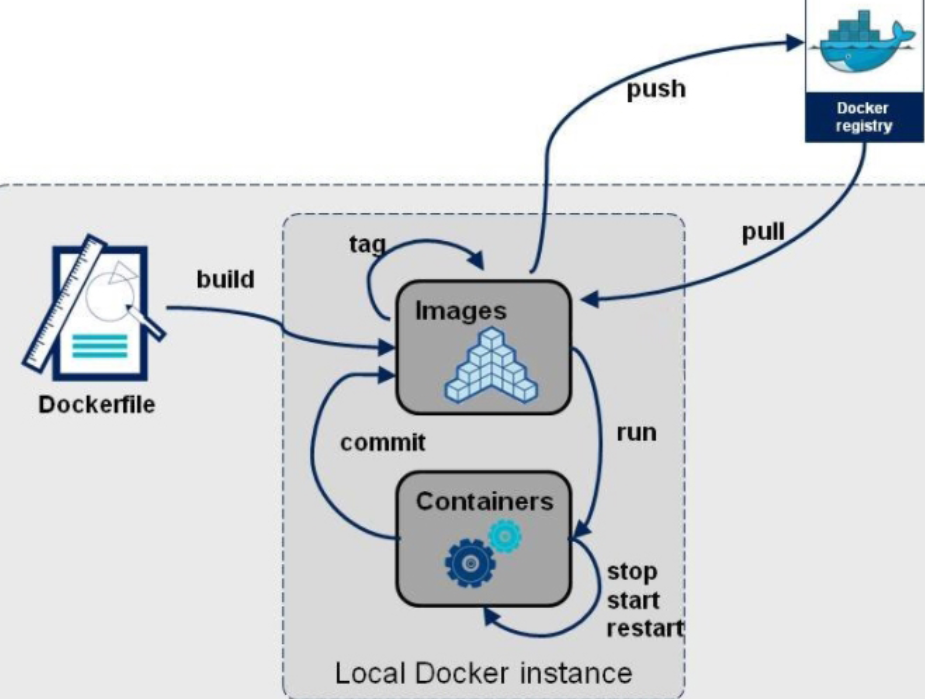 push
Docker
registry
pull
tag
build
Images
Dockerfile
commit
run
Containers
stop
start
restart
Local Docker instance